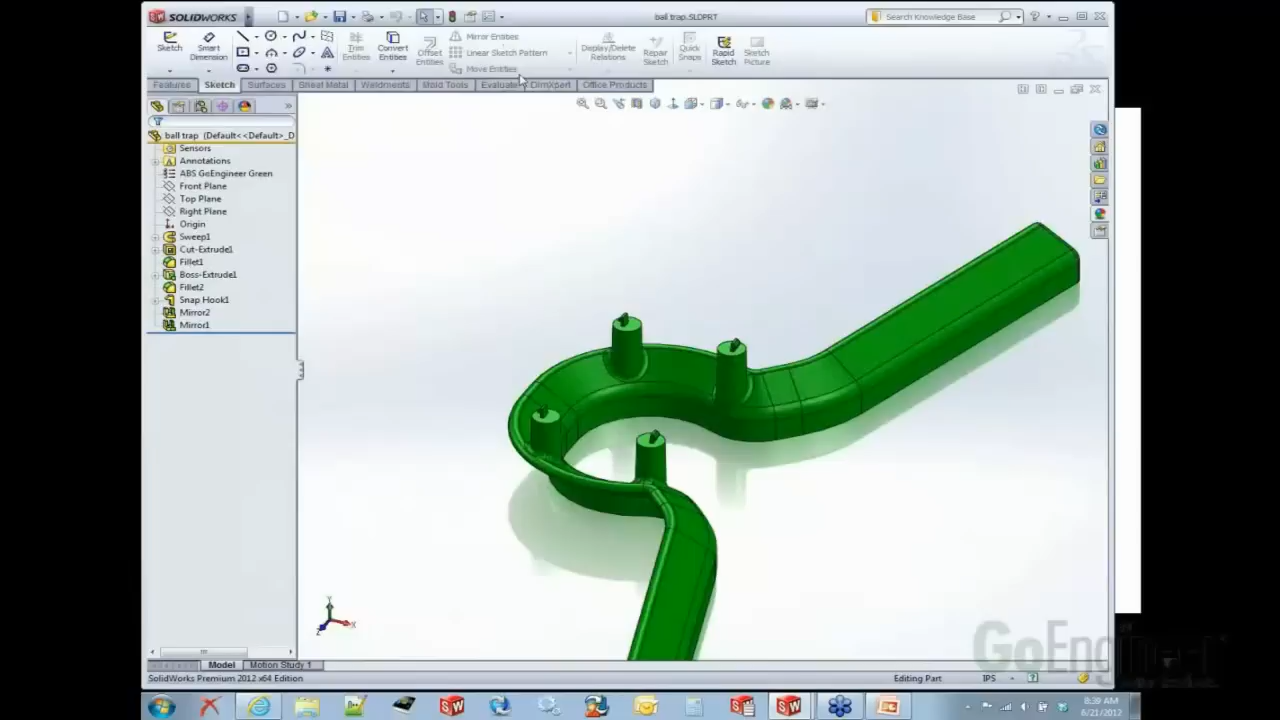 SOLIDWORKS
ball trap.SLDPRT
Search Knowledge Base
Sketch
Smart Dimension
Trim Entities
Convert Entities
Offset Entities
Mirror Entities
Linear Sketch Pattern
Move Entities
Display/Delete Relations
Repair Sketch
Quick Snaps
Rapid Sketch
Sketch Picture
Features Sketch Surfaces Sheet Metal Weldments Mold Tools Evaluate DimXpert Office Products
ball trap (Default<<Default>_D
Sensors
Annotations
ABS GoEngineer Green
Front Plane
Top Plane
Right Plane
Origin
Sweep1
Cut-Extrude1
Fillet1
Boss-Extrude1
Fillet2
Snap Hook1
Mirror2
Mirror1
Y
X
Z
GoEngineer
Model Motion Study 1
SolidWorks Premium 2012 x64 Edition
Editing Part
IPS
8:39 AM
6/21/2012